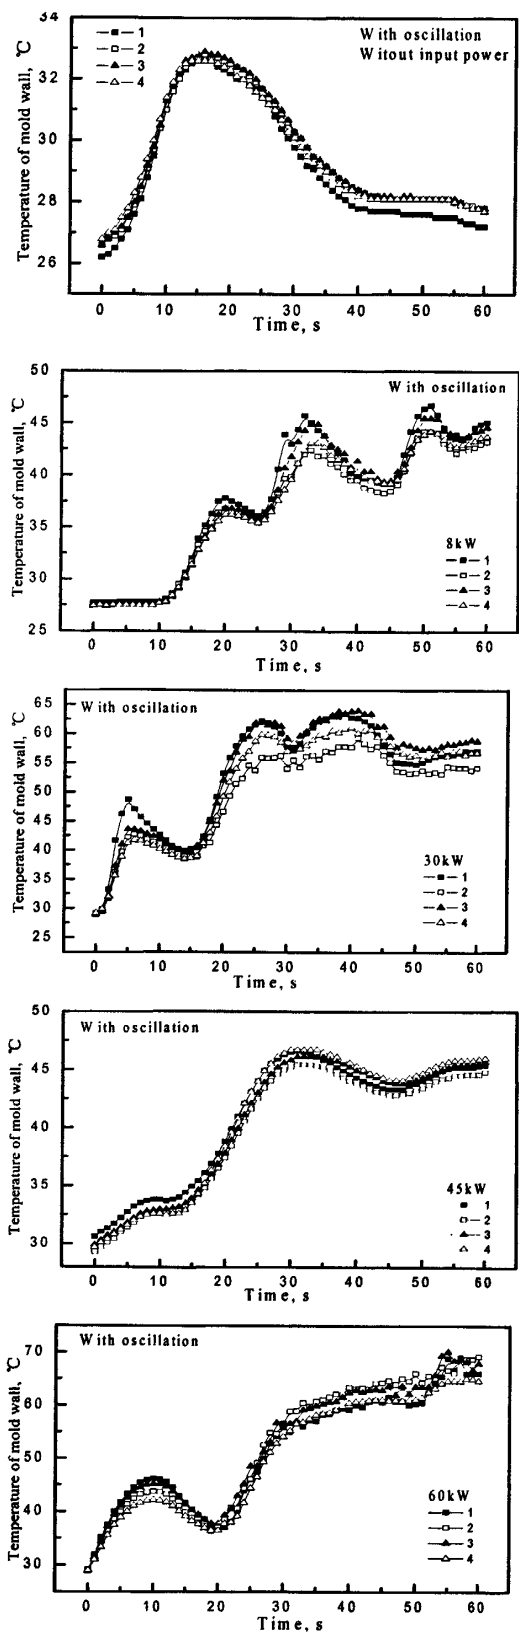 34
32
30
28
26
Temperature of mold wall, ℃
1
2
3
4
With oscillation
Witout input power
0 10 20 30 40 50 60
Time, s
50
45
40
35
30
25
Temperature of mold wall, ℃
With oscillation
8kW
1
2
3
4
0 10 20 30 40 50 60
Time, s
65
60
55
50
45
40
35
30
25
Temperature of mold wall, ℃
With oscillation
30kW
1
2
3
4
0 10 20 30 40 50 60
Time, s
50
45
40
35
30
Temperature of mold wall, ℃
With oscillation
45kW
1
2
3
4
0 10 20 30 40 50 60
Time, s
70
60
50
40
30
Temperature of mold wall, ℃
With oscillation
60kW
1
2
3
4
0 10 20 30 40 50 60
Time, s